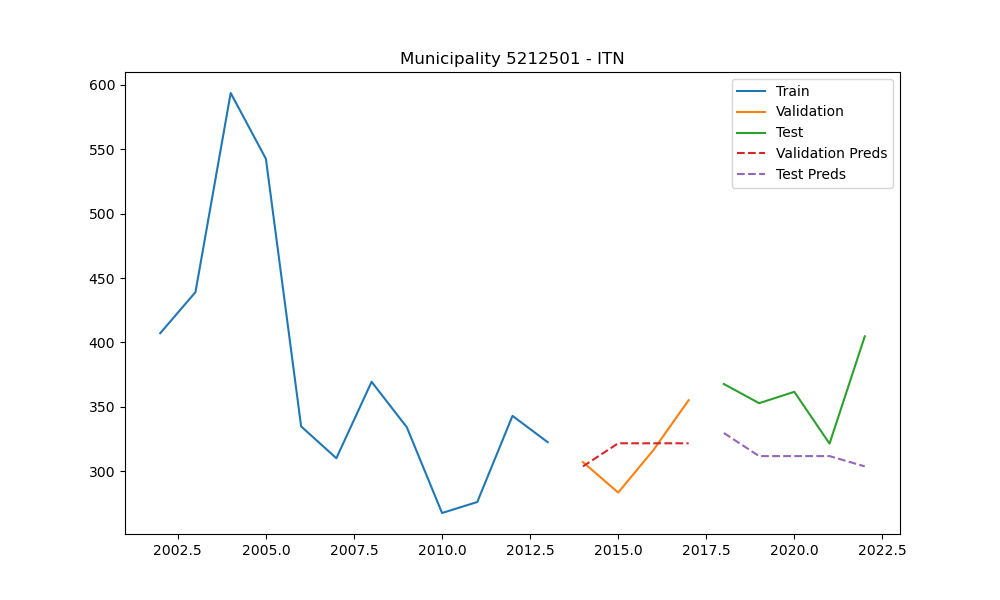 Municipality 5212501 - ITN
Train
Validation
Test
Validation Preds
Test Preds
600
550
500
450
400
350
300
2002.5 2005.0 2007.5 2010.0 2012.5 2015.0 2017.5 2020.0 2022.5